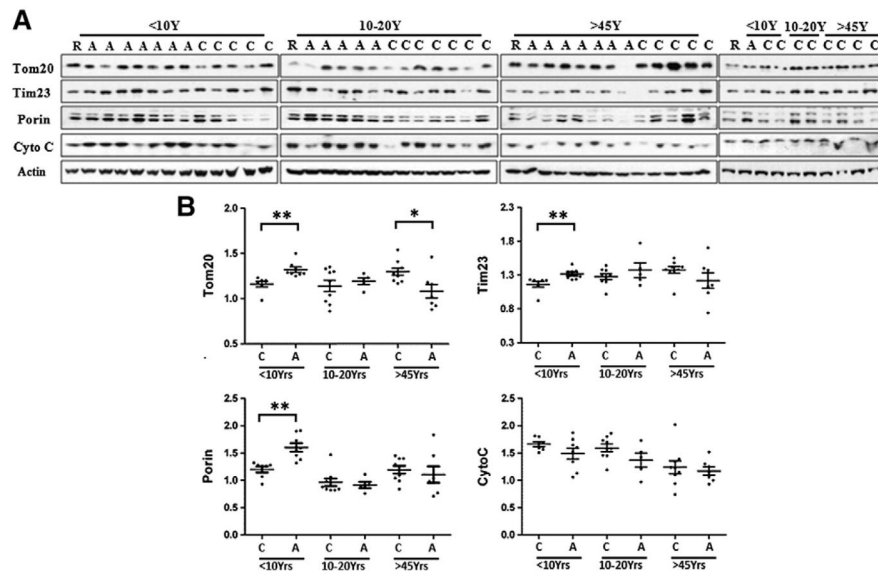 A
<10Y 10-20Y >45Y <10Y 10-20Y >45Y
R A A A A A A A C C C C C R A A A A A C C C C C C C C R A A A A A A A C C C C C R A C C C C C C C C
Tom20
Tim23
Porin
Cyto C
Actin
B
Tom20
2.0
1.5
1.0
0.5
** *
C A C A C A
<10Yrs 10-20Yrs >45Yrs
Tim23
2.3
1.8
1.3
0.8
0.3
**
C A C A C A
<10Yrs 10-20Yrs >45Yrs
Porin
2.5
2.0
1.5
1.0
0.5
0.0
**
C A C A C A
<10Yrs 10-20Yrs >45Yrs
CytoC
2.5
2.0
1.5
1.0
0.5
0.0
C A C A C A
<10Yrs 10-20Yrs >45Yrs